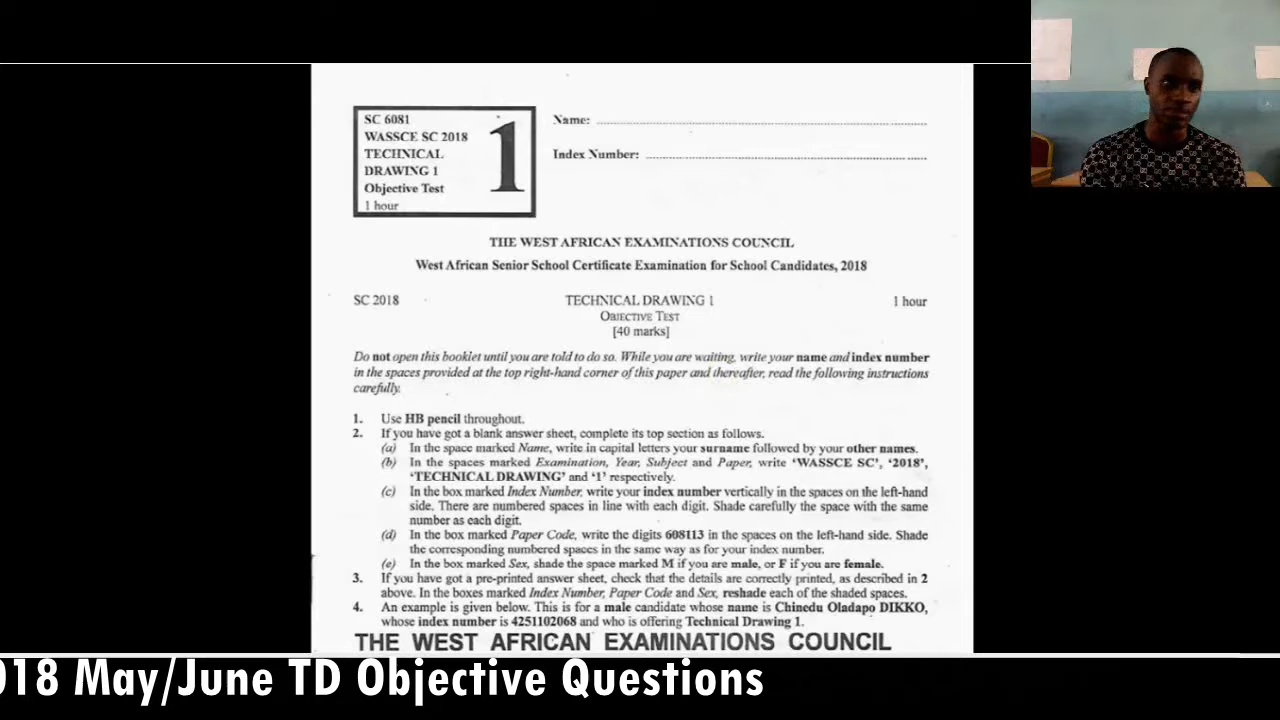 SC 6081
WASSCE SC 2018
TECHNICAL
DRAWING 1
Objective Test
1 hour
1
Name:
Index Number:
THE WEST AFRICAN EXAMINATIONS COUNCIL
West African Senior School Certificate Examination for School Candidates, 2018
SC 2018 TECHNICAL DRAWING 1 1 hour
OBJECTIVE TEST
[40 marks]
Do not open this booklet until you are told to do so. While you are waiting, write your name and index number
in the spaces provided at the top right-hand corner of this paper and thereafter, read the following instructions
carefully.
1. Use HB pencil throughout.
2. If you have got a blank answer sheet, complete its top section as follows.
(a) In the space marked Name, write in capital letters your surname followed by your other names.
(b) In the spaces marked Examination, Year, Subject and Paper, write ‘WASSCE SC’, ‘2018’,
‘TECHNICAL DRAWING’ and ‘1’ respectively.
(c) In the box marked Index Number, write your index number vertically in the spaces on the left-hand
side. There are numbered spaces in line with each digit. Shade carefully the space with the same
number as each digit.
(d) In the box marked Paper Code, write the digits 608113 in the spaces on the left-hand side. Shade
the corresponding numbered spaces in the same way as for your index number.
(e) In the box marked Sex, shade the space marked M if you are male, or F if you are female.
3. If you have got a pre-printed answer sheet, check that the details are correctly printed, as described in 2
above. In the boxes marked Index Number, Paper Code and Sex, reshade each of the shaded spaces.
4. An example is given below. This is for a male candidate whose name is Chinedu Oladapo DIKKO,
whose index number is 4251102068 and who is offering Technical Drawing 1.
THE WEST AFRICAN EXAMINATIONS COUNCIL
018 May/June TD Objective Questions